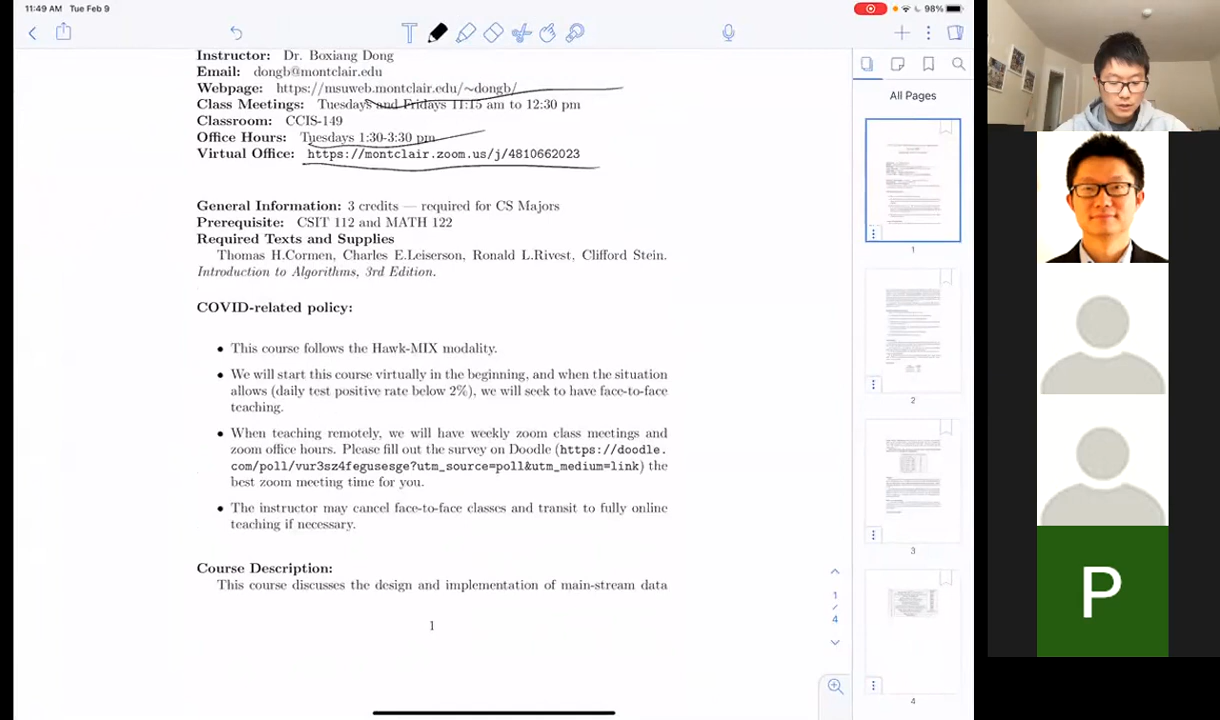 11:49 AM Tue Feb 9
98%
Instructor: Dr. Boxiang Dong
Email: dongb@montclair.edu
Webpage: https://msuweb.montclair.edu/~dongb/
Class Meetings: Tuesdays and Fridays 11:15 am to 12:30 pm
Classroom: CCIS-149
Office Hours: Tuesdays 1:30-3:30 pm
Virtual Office: https://montclair.zoom.us/j/4810662023
General Information: 3 credits — required for CS Majors
Prerequisite: CSIT 112 and MATH 122
Required Texts and Supplies
Thomas H.Cormen, Charles E.Leiserson, Ronald L.Rivest, Clifford Stein.
Introduction to Algorithms, 3rd Edition.
COVID-related policy:
• This course follows the Hawk-MIX modality.
• We will start this course virtually in the beginning, and when the situation
allows (daily test positive rate below 2%), we will seek to have face-to-face
teaching.
• When teaching remotely, we will have weekly zoom class meetings and
zoom office hours. Please fill out the survey on Doodle (https://doodle.
com/poll/vur3sz4fegusesge?utm_source=poll&utm_medium=link) the
best zoom meeting time for you.
• The instructor may cancel face-to-face classes and transit to fully online
teaching if necessary.
Course Description:
This course discusses the design and implementation of main-stream data
1
1
/
4
All Pages
1
2
3
4
P